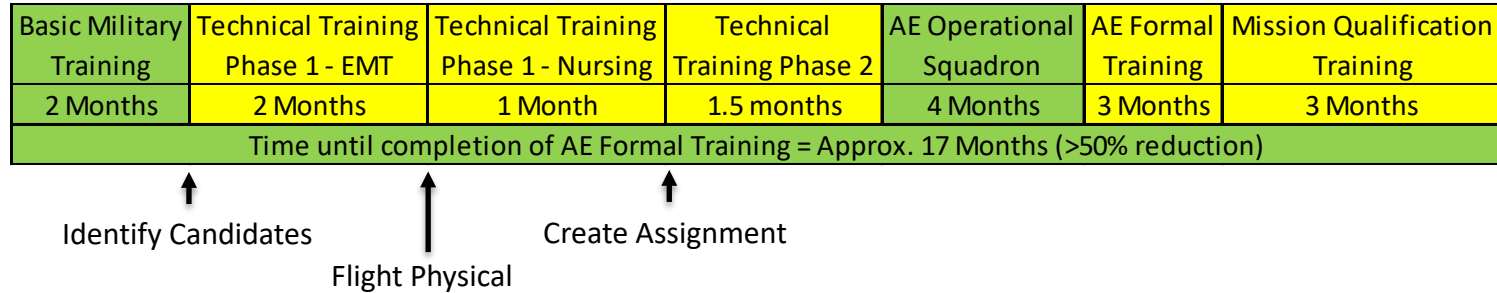 Basic Military Training
Technical Training Phase 1 - EMT
Technical Training Phase 1 - Nursing
Technical Training Phase 2
AE Operational Squadron
AE Formal Training
Mission Qualification Training
2 Months
2 Months
1 Month
1.5 months
4 Months
3 Months
3 Months
Time until completion of AE Formal Training = Approx. 17 Months (>50% reduction)
Identify Candidates
Create Assignment
Flight Physical